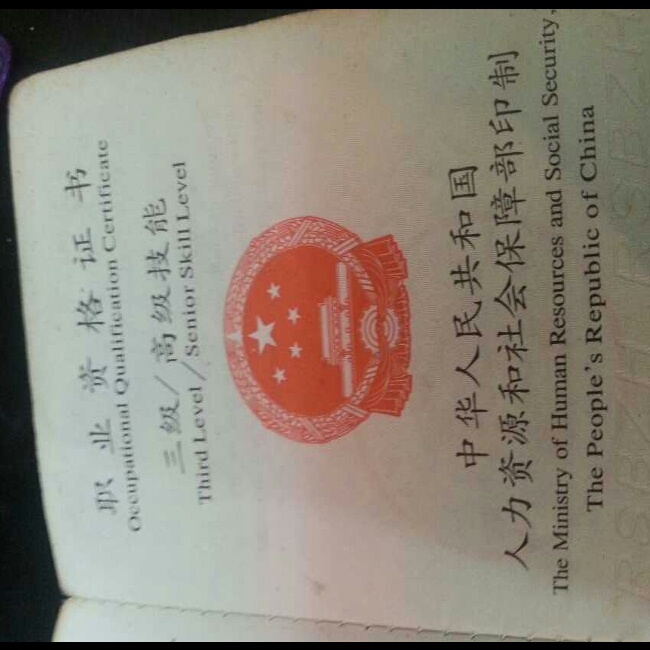 职业资格证书
Occupational Qualification Certificate
三级/高级技能
Third Level/Senior Skill Level
中华人民共和国
人力资源和社会保障部印制
The Ministry of Human Resources and Social Security,
The People's Republic of China